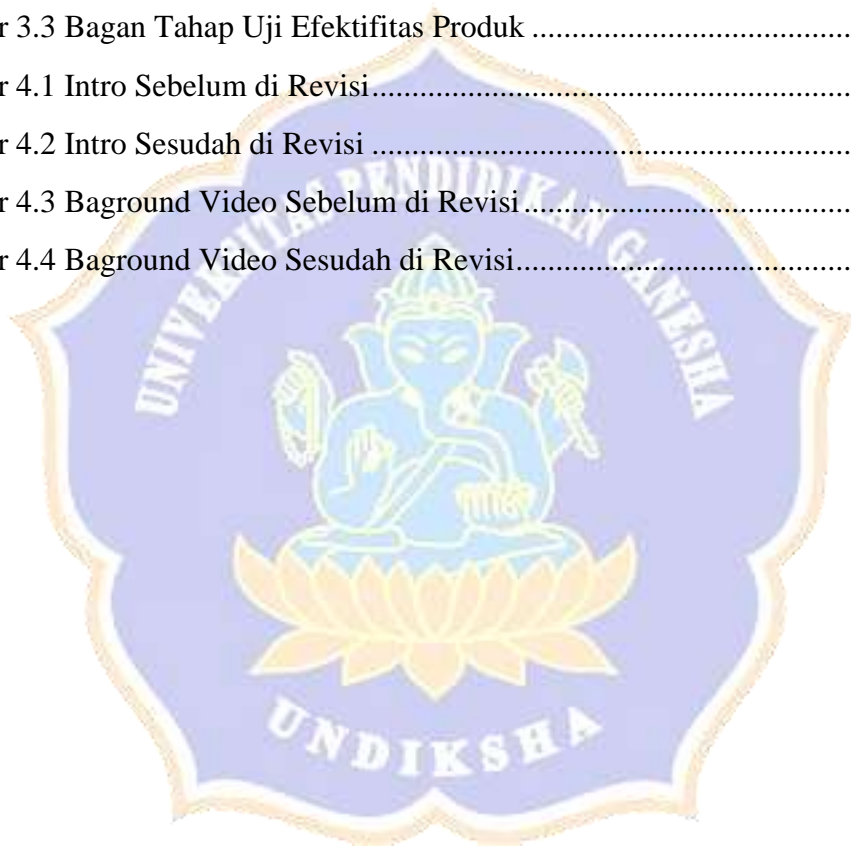 r 3.3 Bagan Tahap Uji Efektifitas Produk ........................................
r 4.1 Intro Sebelum di Revisi.............................................................
r 4.2 Intro Sesudah di Revisi .............................................................
r 4.3 Baground Video Sebelum di Revisi.........................................
r 4.4 Baground Video Sesudah di Revisi..........................................
UNIVERSITAS PENDIDIKAN GANESHA
UNDIKSHA